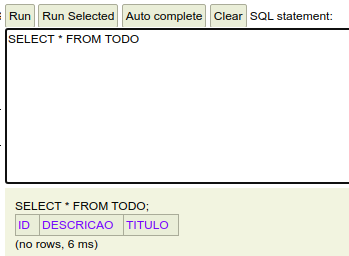 Run Run Selected Auto complete Clear SQL statement:
SELECT * FROM TODO
SELECT * FROM TODO;
ID DESCRICAO TITULO
(no rows, 6 ms)